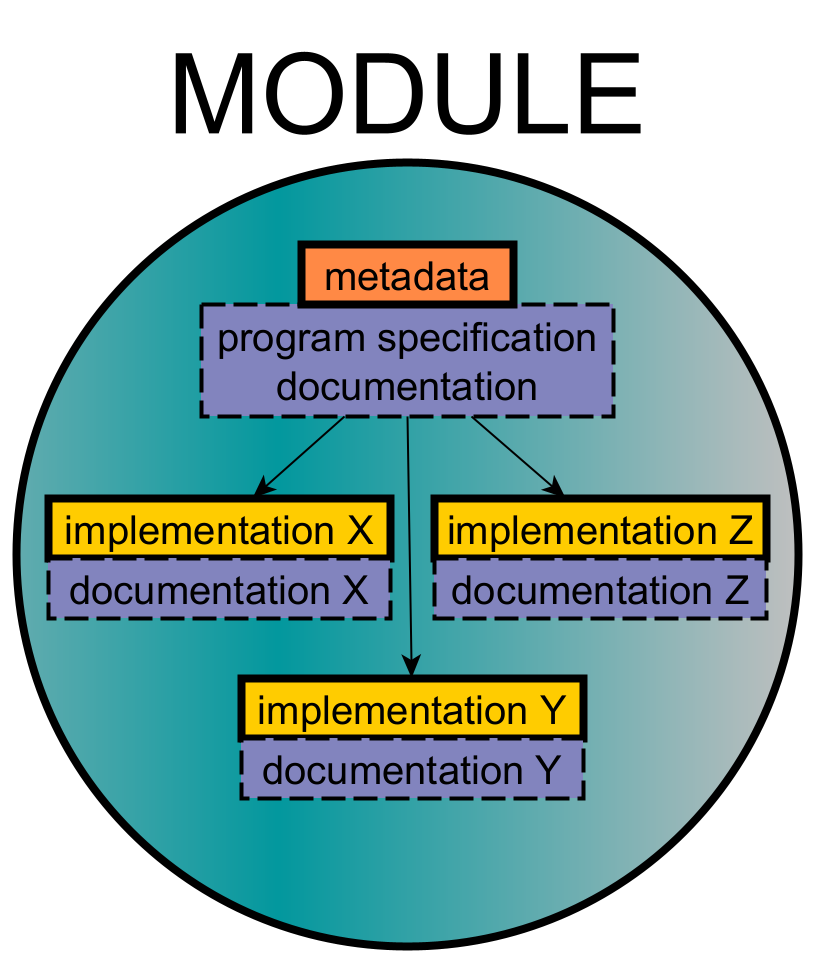 MODULE
metadata
program specification
documentation
implementation X
documentation X
implementation Z
documentation Z
implementation Y
documentation Y